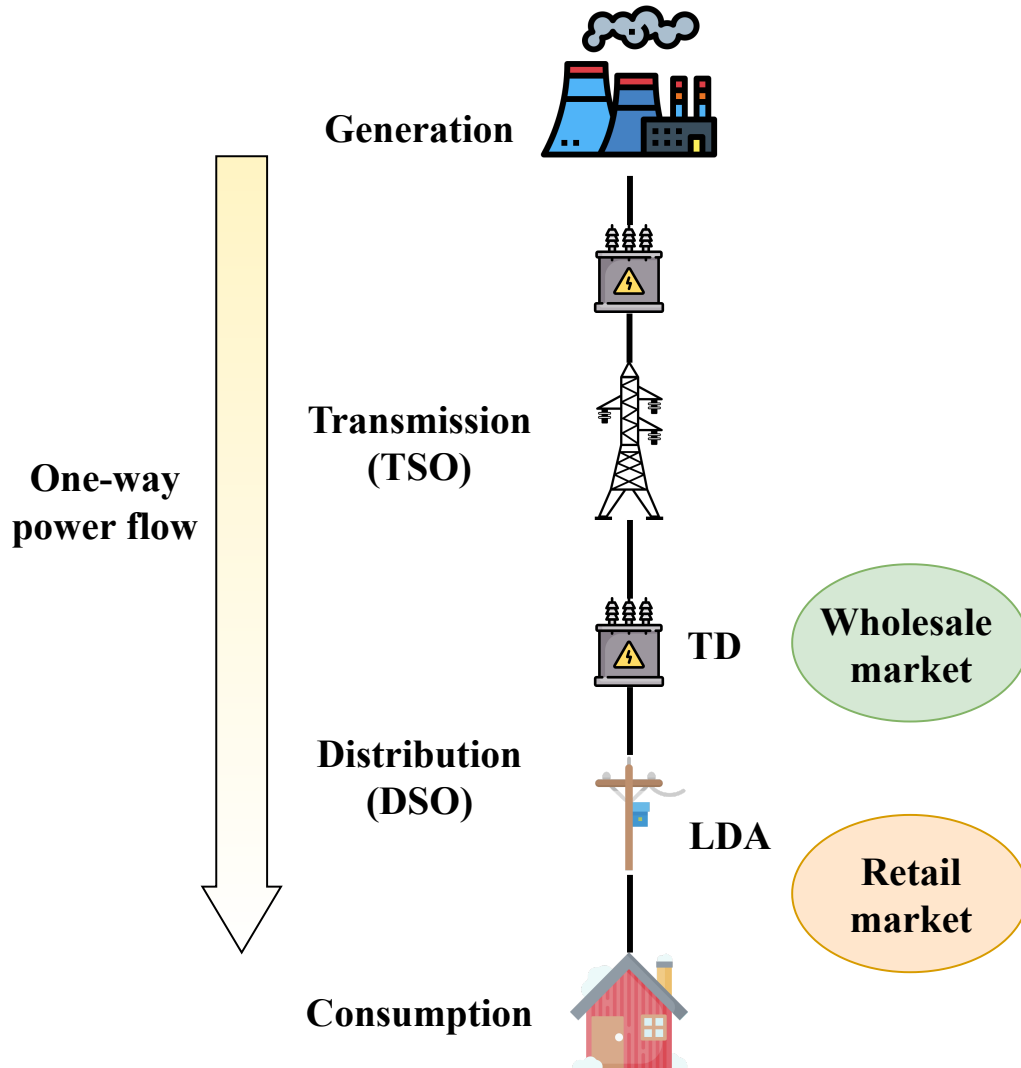 Generation
Transmission
(TSO)
One-way
power flow
TD
Wholesale
market
Distribution
(DSO)
LDA
Retail
market
Consumption